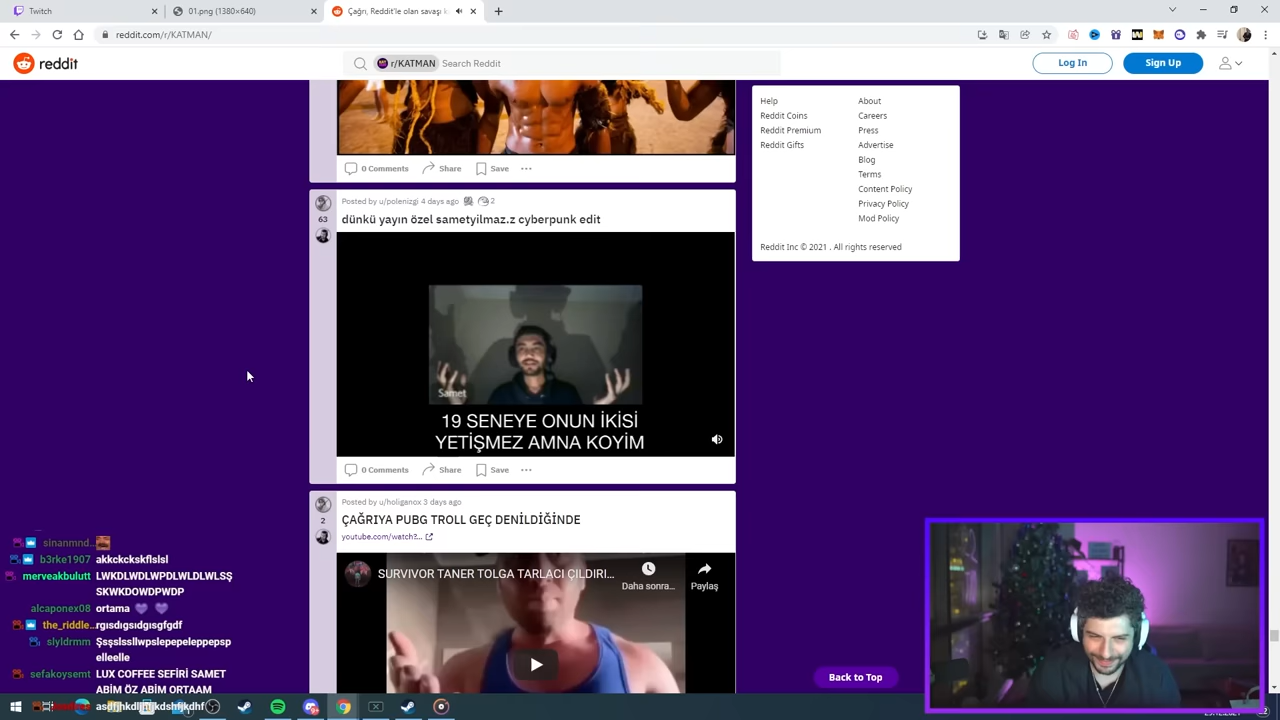 Twitch
01.png (1380×640)
Çağrı, Reddit'le olan savaşı k
reddit.com/r/KATMAN/
reddit
r/KATMAN
Search Reddit
Log In
Sign Up
0 Comments
Share
Save
Help
About
Reddit Coins
Careers
Reddit Premium
Press
Reddit Gifts
Advertise
Blog
Terms
Content Policy
Privacy Policy
Mod Policy
Reddit Inc © 2021 . All rights reserved
63
Posted by u/polenizgi 4 days ago
2
dünkü yayın özel sametyilmaz.z cyberpunk edit
Samet
19 SENEYE ONUN İKİSİ
YETİŞMEZ AMNA KOYİM
0 Comments
Share
Save
2
Posted by u/holiganox 3 days ago
ÇAĞRIYA PUBG TROLL GEÇ DENİLDİĞİNDE
youtube.com/watch?...
SURVIVOR TANER TOLGA TARLACI ÇILDIRI...
Daha sonra...
Paylaş
sinanmnd...
b3rke1907 akkckckskflslsl
merveakbulutt LWKDLWDLWPDLWLDLWLSŞ
SKWKDOWDPWDP
alcaponex08 ortama
the_riddle... rgısdıgsıdgısgfgdf
slyldrmm Şsşslssllwpslepepeleppepsp
elleelle
sefakoysemt LUX COFFEE SEFİRİ SAMET
ABİM ÖZ ABİM ORTAAM
Back to Top